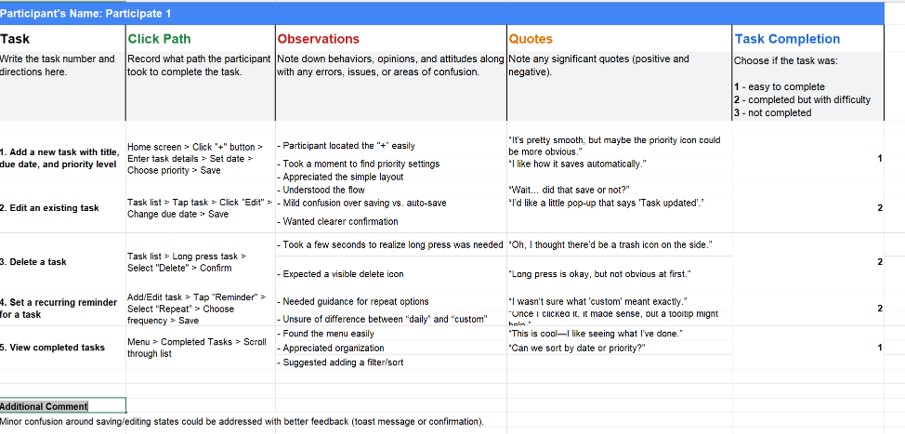 Participant's Name: Participate 1
Task
Click Path
Observations
Quotes
Task Completion
Write the task number and
directions here.
Record what path the participant
took to complete the task.
Note down behaviors, opinions, and attitudes along
with any errors, issues, or areas of confusion.
Note any significant quotes (positive and
negative).
Choose if the task was:
1 - easy to complete
2 - completed but with difficulty
3 - not completed
1. Add a new task with title,
due date, and priority level
Home screen > Click "+" button >
Enter task details > Set date >
Choose priority > Save
- Participant located the "+" easily
- Took a moment to find priority settings
- Appreciated the simple layout
"It's pretty smooth, but maybe the priority icon could
be more obvious."
"I like how it saves automatically."
1
2. Edit an existing task
Task list > Tap task > Click "Edit" >
Change due date > Save
- Understood the flow
- Mild confusion over saving vs. auto-save
- Wanted clearer confirmation
"Wait... did that save or not?"
"I'd like a little pop-up that says 'Task updated'."
2
3. Delete a task
Task list > Long press task >
Select "Delete" > Confirm
- Took a few seconds to realize long press was needed
- Expected a visible delete icon
"Oh, I thought there'd be a trash icon on the side."
"Long press is okay, but not obvious at first."
2
4. Set a recurring reminder
for a task
Add/Edit task > Tap "Reminder" >
Select "Repeat" > Choose
frequency > Save
- Needed guidance for repeat options
- Unsure of difference between "daily" and "custom"
"I wasn't sure what 'custom' meant exactly."
"Once I clicked it, it made sense, but a tooltip might
help."
2
5. View completed tasks
Menu > Completed Tasks > Scroll
through list
- Found the menu easily
- Appreciated organization
- Suggested adding a filter/sort
"This is cool—I like seeing what I've done."
"Can we sort by date or priority?"
1
Additional Comment
Minor confusion around saving/editing states could be addressed with better feedback (toast message or confirmation).